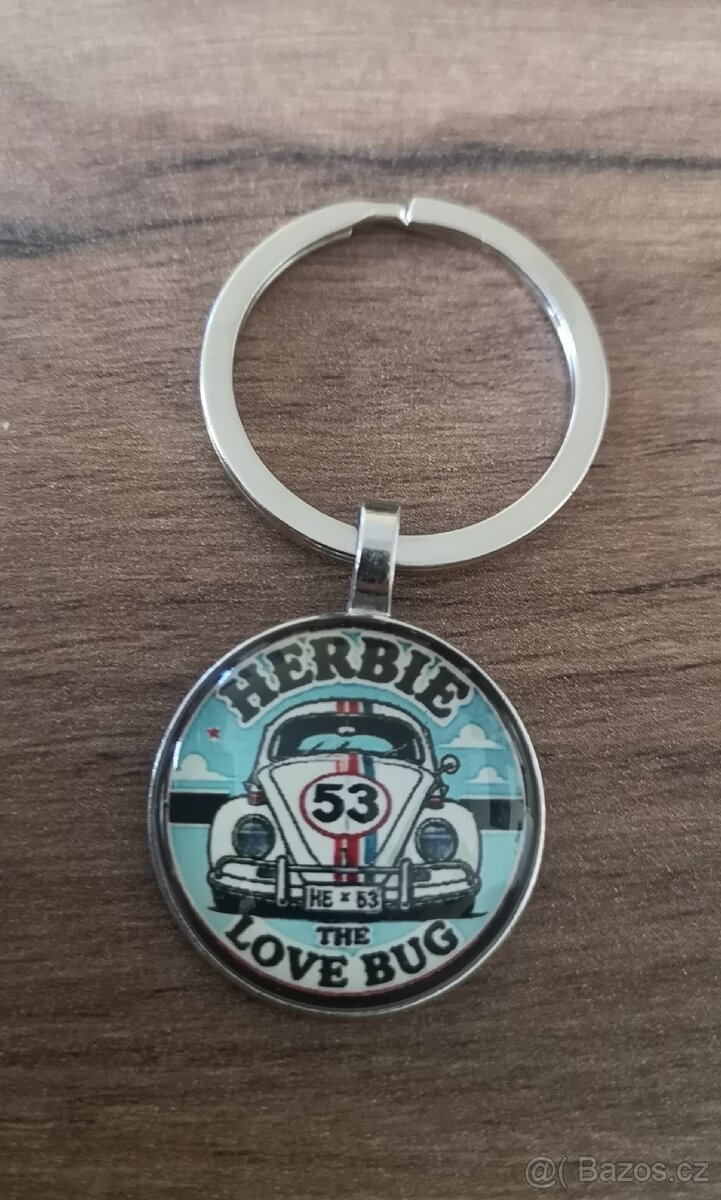 HERBIE
53
HE x 53
THE
LOVE BUG
@( Bazos.cz